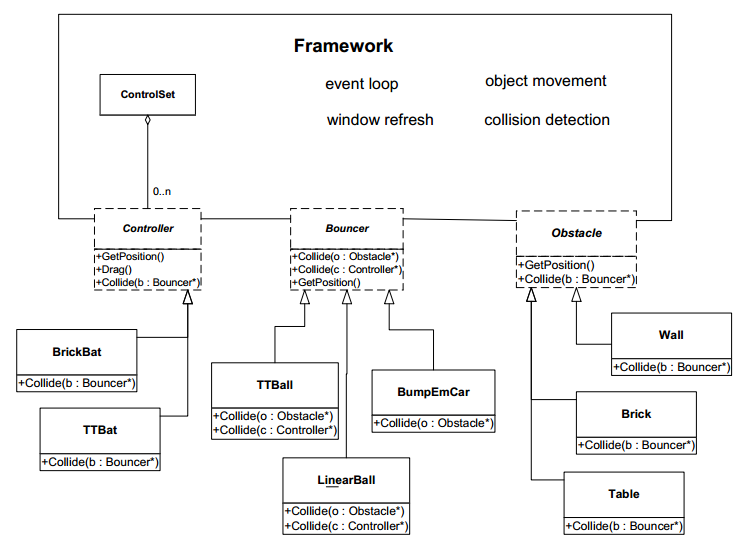 Framework
event loop
object movement
window refresh
collision detection
ControlSet
0..n
Controller
+GetPosition()
+Drag()
+Collide(b : Bouncer*)
Bouncer
+Collide(o : Obstacle*)
+Collide(c : Controller*)
+GetPosition()
Obstacle
+GetPosition()
+Collide(b : Bouncer*)
BrickBat
+Collide(b : Bouncer*)
TTBat
+Collide(b : Bouncer*)
TTBall
+Collide(o : Obstacle*)
+Collide(c : Controller*)
LinearBall
+Collide(o : Obstacle*)
+Collide(c : Controller*)
BumpEmCar
+Collide(o : Obstacle*)
Wall
+Collide(b : Bouncer*)
Brick
+Collide(b : Bouncer*)
Table
+Collide(b : Bouncer*)